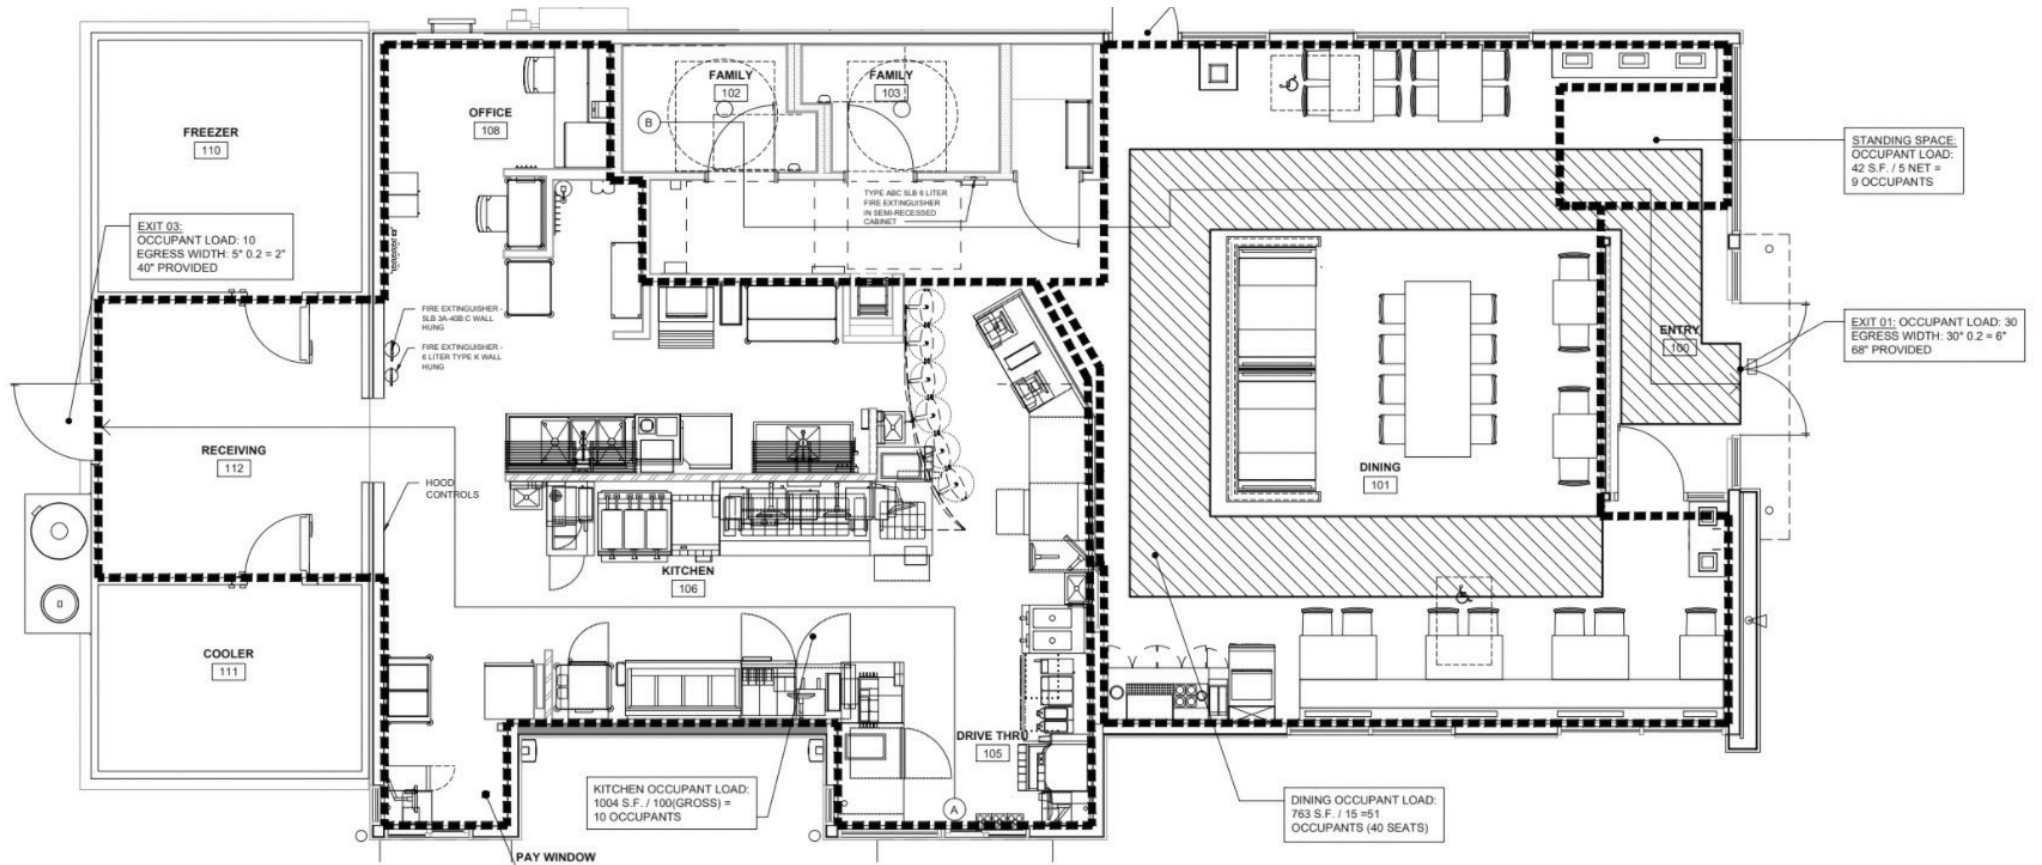 FREEZER
110
OFFICE
108
FAMILY
102
FAMILY
103
B
TYPE ABC 5LB 6 LITER
FIRE EXTINGUISHER
IN SEMI-RECESSED
CABINET
STANDING SPACE:
OCCUPANT LOAD:
42 S.F. / 5 NET =
9 OCCUPANTS
EXIT 03:
OCCUPANT LOAD: 10
EGRESS WIDTH: 5* 0.2 = 2"
40" PROVIDED
FIRE EXTINGUISHER -
5LB 3A-40B:C WALL
HUNG
FIRE EXTINGUISHER -
6 LITER TYPE K WALL
HUNG
ENTRY
100
EXIT 01: OCCUPANT LOAD: 30
EGRESS WIDTH: 30* 0.2 = 6"
68" PROVIDED
RECEIVING
112
HOOD
CONTROLS
DINING
101
KITCHEN
106
COOLER
111
DRIVE THRU
105
KITCHEN OCCUPANT LOAD:
1004 S.F. / 100(GROSS) =
10 OCCUPANTS
A
DINING OCCUPANT LOAD:
763 S.F. / 15 =51
OCCUPANTS (40 SEATS)
PAY WINDOW